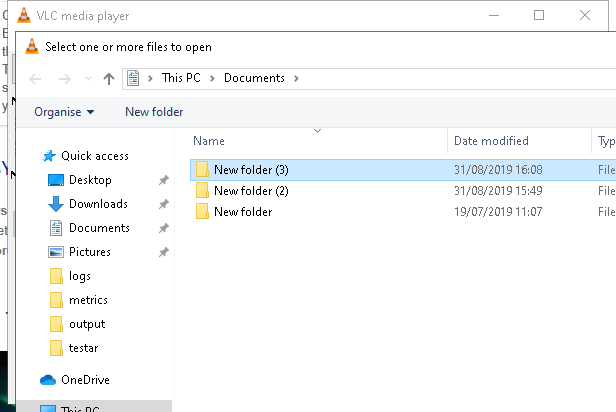 VLC media player
Select one or more files to open
This PC > Documents >
Organise New folder
Name Date modified Typ
Quick access
Desktop
Downloads
Documents
Pictures
logs
metrics
output
testar
OneDrive
This PC
New folder (3) 31/08/2019 16:08 File
New folder (2) 31/08/2019 15:49 File
New folder 19/07/2019 11:07 File